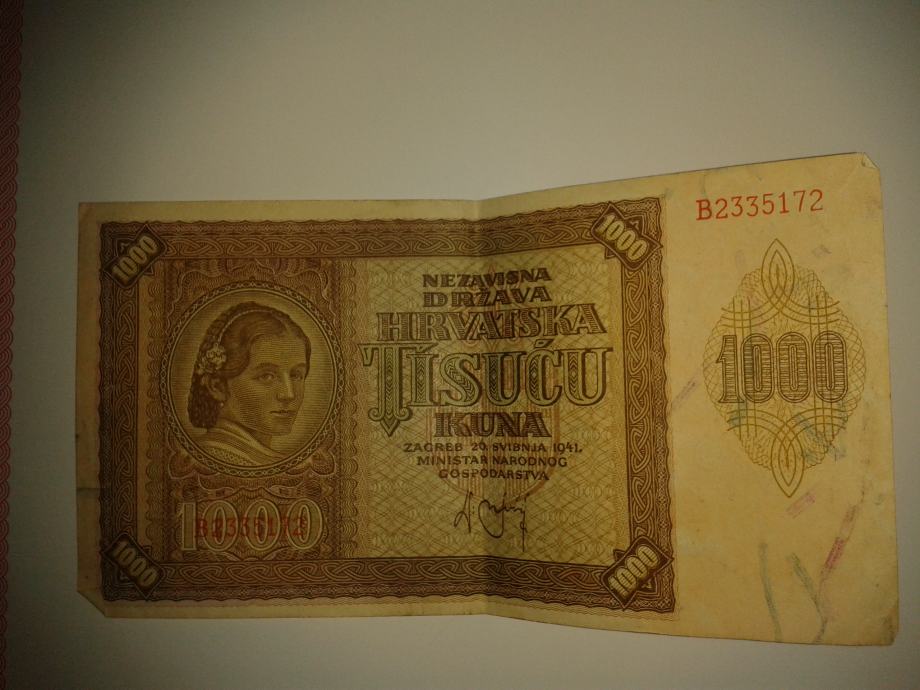 B2335172
1000
1000
NEZAVISNA
DRŽAVA
HRVATSKA
TISUĆU
KUNA
ZAGREB 20. SVIBNJA 1941.
MINISTAR NARODNOG
GOSPODARSTVA
1000
1000
B2335172
1000
1000